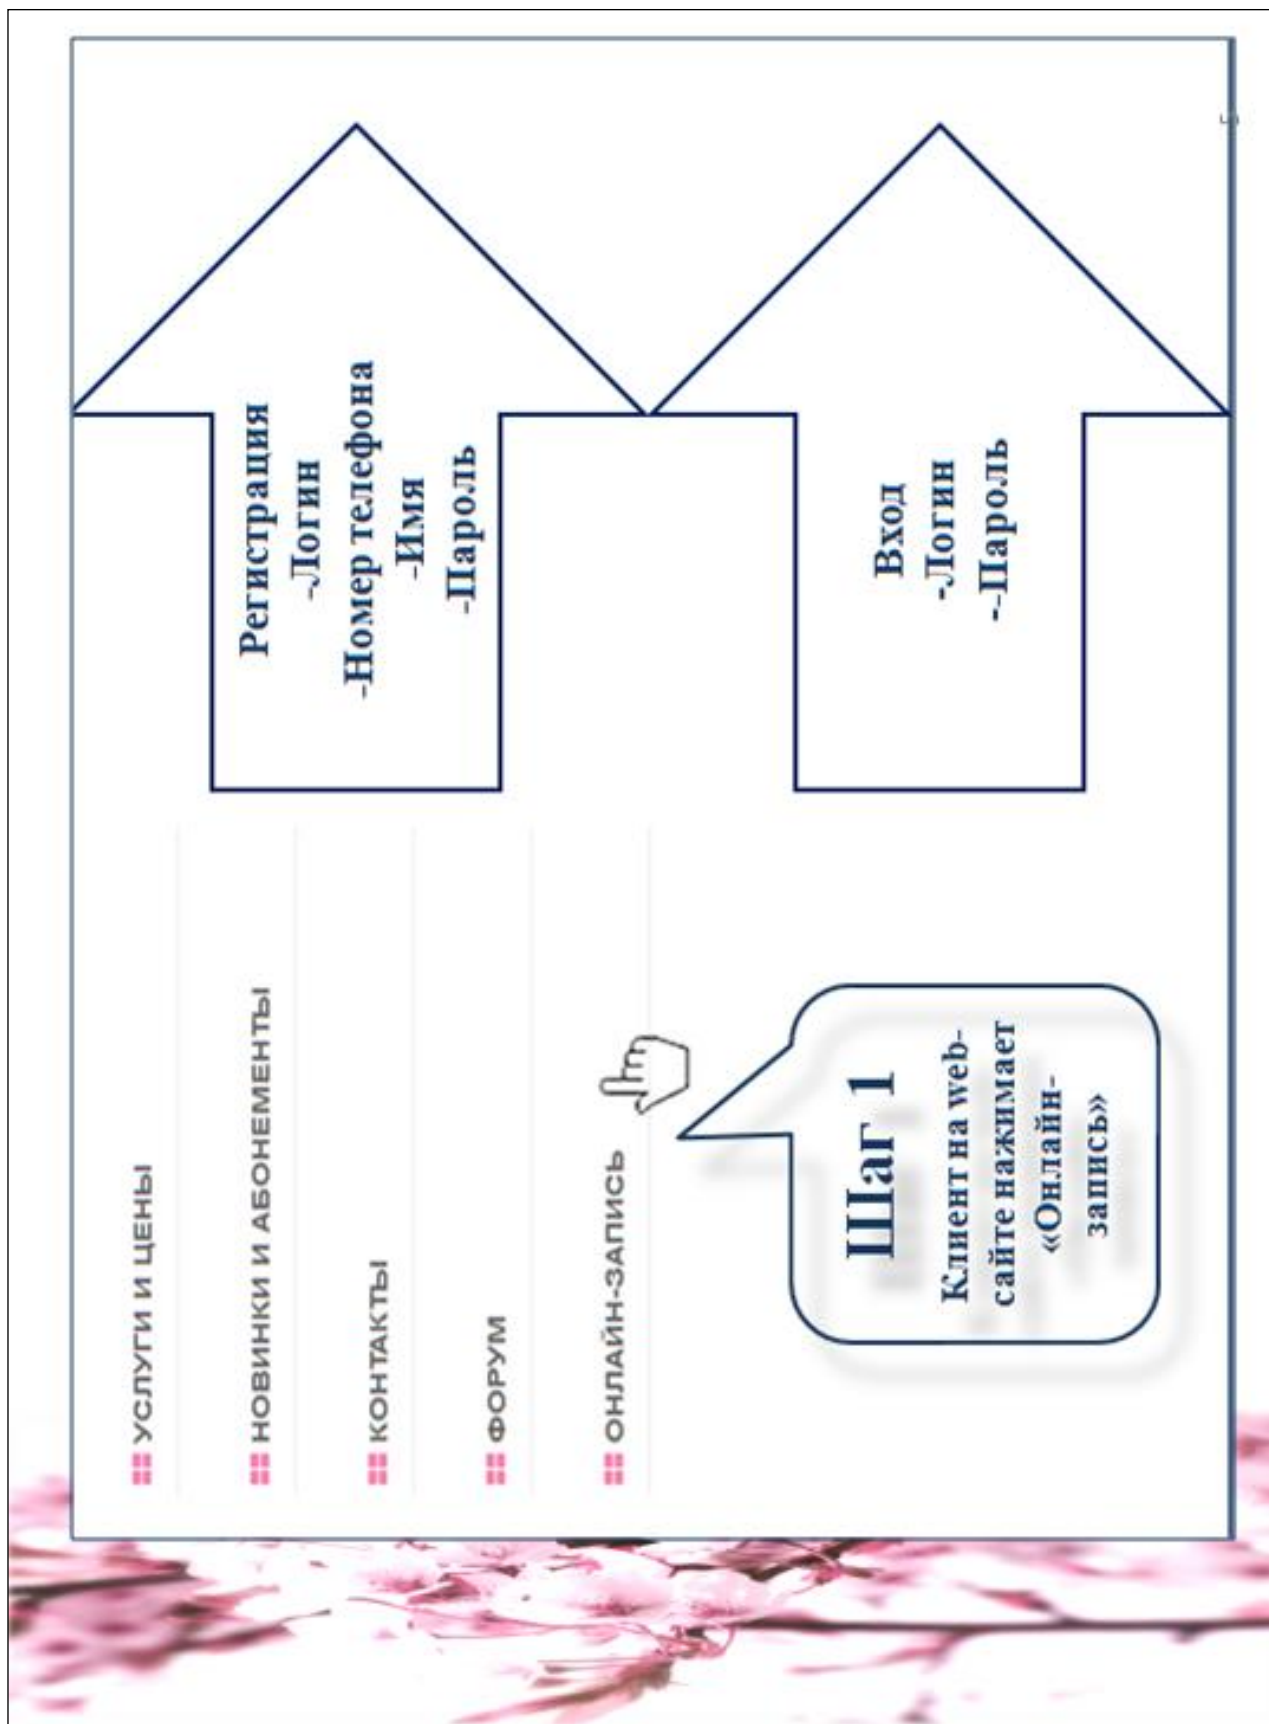 УСЛУГИ И ЦЕНЫ
НОВИНКИ И АБОНЕМЕНТЫ
КОНТАКТЫ
ФОРУМ
ОНЛАЙН-ЗАПИСЬ
Шаг 1
Клиент на web-
сайте нажимает
«Онлайн-
запись»
Регистрация
-Логин
-Номер телефона
-Имя
-Пароль
Вход
-Логин
--Пароль